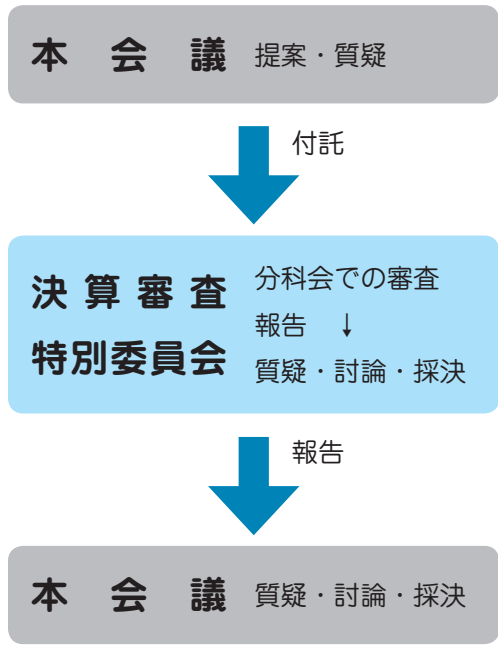 本会議 提案・質疑
付託
決算審査
特別委員会
分科会での審査
報告 ↓
質疑・討論・採決
報告
本会議 質疑・討論・採決